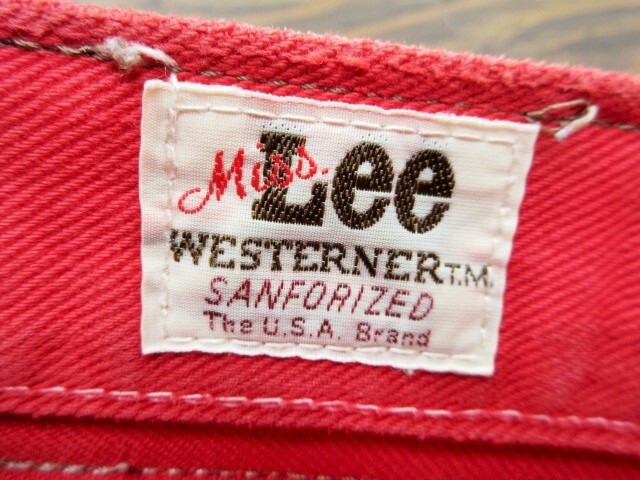 Miss. Lee
WESTERNER T.M.
SANFORIZED
The U.S.A. Brand